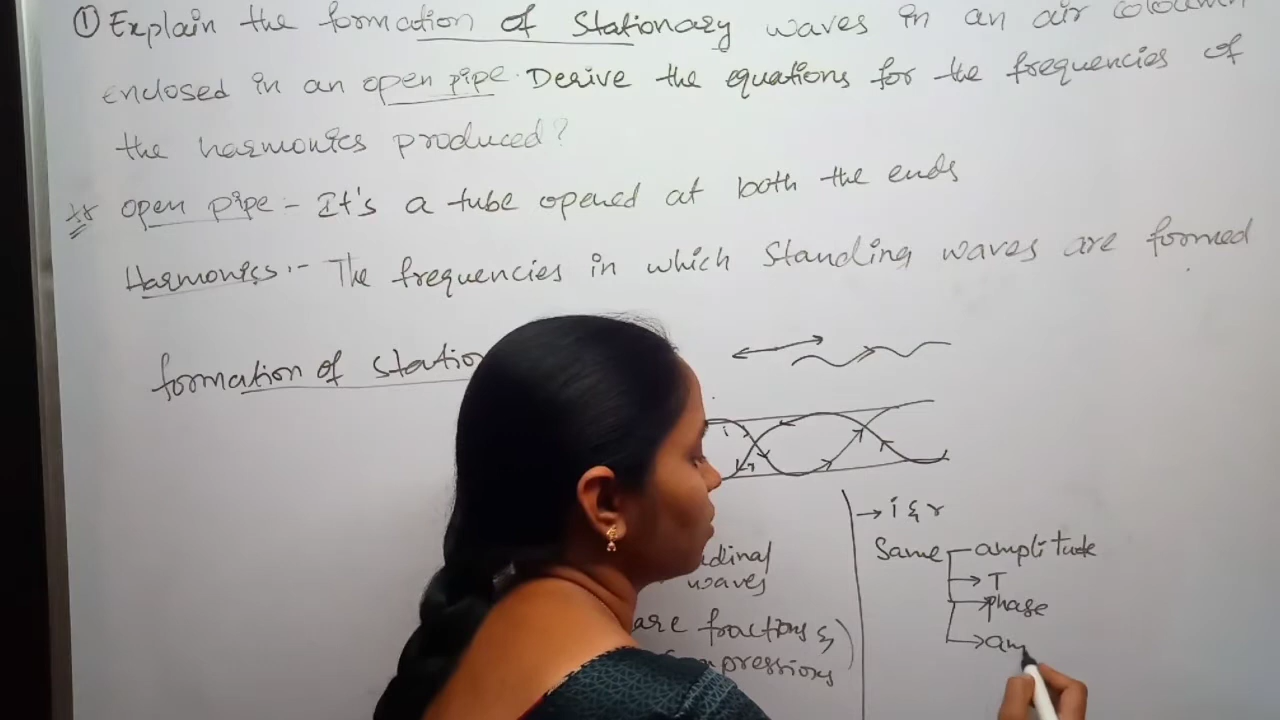 ① Explain the formation of Stationary waves in an air
enclosed in an open pipe. Derive the equations for the frequencies of
the harmonics produced?
open pipe - It's a tube opened at both the ends
Harmonics :- The frequencies in which Standing waves are formed
formation of statio
i
r
→ i & r
dinal
waves
Same amplitude
→ T
→ phase
→ am
are fractions &
mpressions